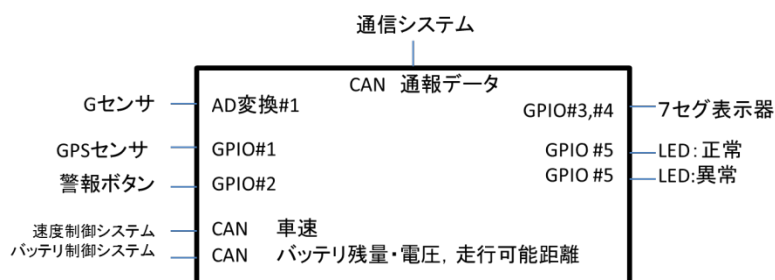 通信システム
CAN 通報データ
Gセンサ AD変換#1 GPIO#3,#4 7セグ表示器
GPSセンサ GPIO#1 GPIO #5 LED:正常
警報ボタン GPIO#2 GPIO #5 LED:異常
速度制御システム CAN 車速
バッテリ制御システム CAN バッテリ残量・電圧,走行可能距離